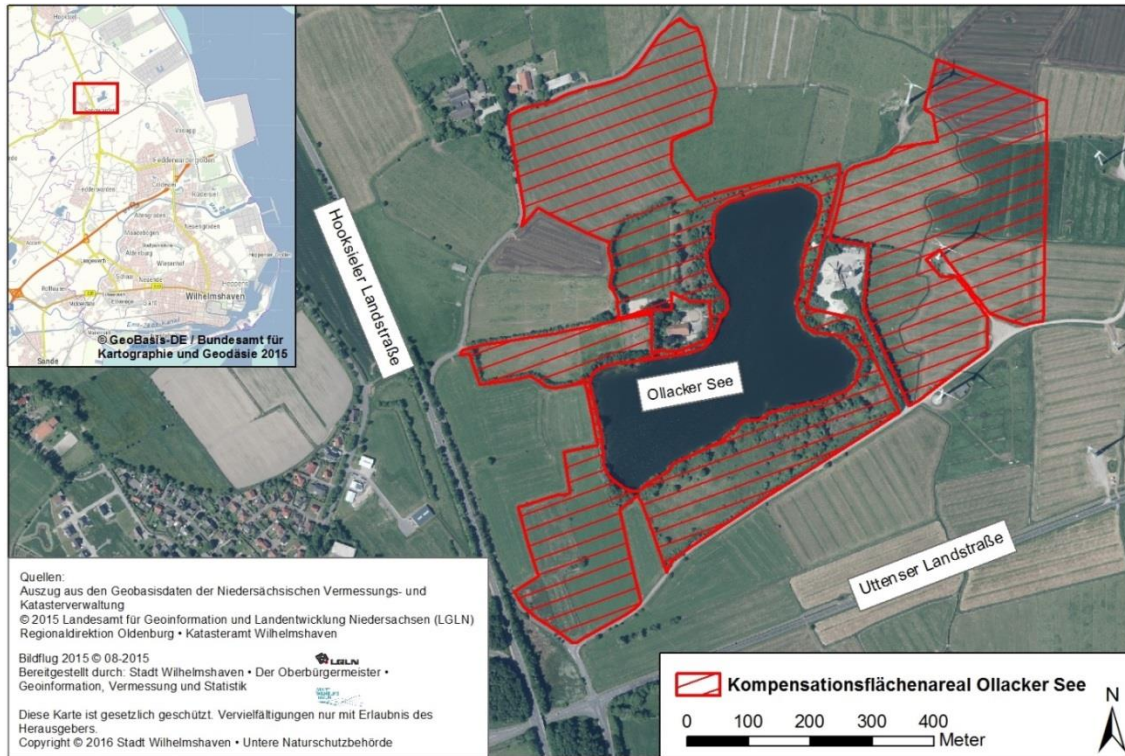 Hooksiel
Fedderwarden
Sande
Wilhelmshaven
© GeoBasis-DE / Bundesamt für
Kartographie und Geodäsie 2015
Hooksieler Landstraße
Ollacker See
Uttenser Landstraße
Quellen:
Auszug aus den Geobasisdaten der Niedersächsischen Vermessungs- und
Katasterverwaltung
© 2015 Landesamt für Geoinformation und Landentwicklung Niedersachsen (LGLN)
Regionaldirektion Oldenburg • Katasteramt Wilhelmshaven
Bildflug 2015 © 08-2015
LGLN
Bereitgestellt durch: Stadt Wilhelmshaven • Der Oberbürgermeister •
Geoinformation, Vermessung und Statistik
Diese Karte ist gesetzlich geschützt. Vervielfältigungen nur mit Erlaubnis des
Herausgebers.
Copyright © 2016 Stadt Wilhelmshaven • Untere Naturschutzbehörde
Kompensationsflächenareal Ollacker See
0 100 200 300 400
Meter
N